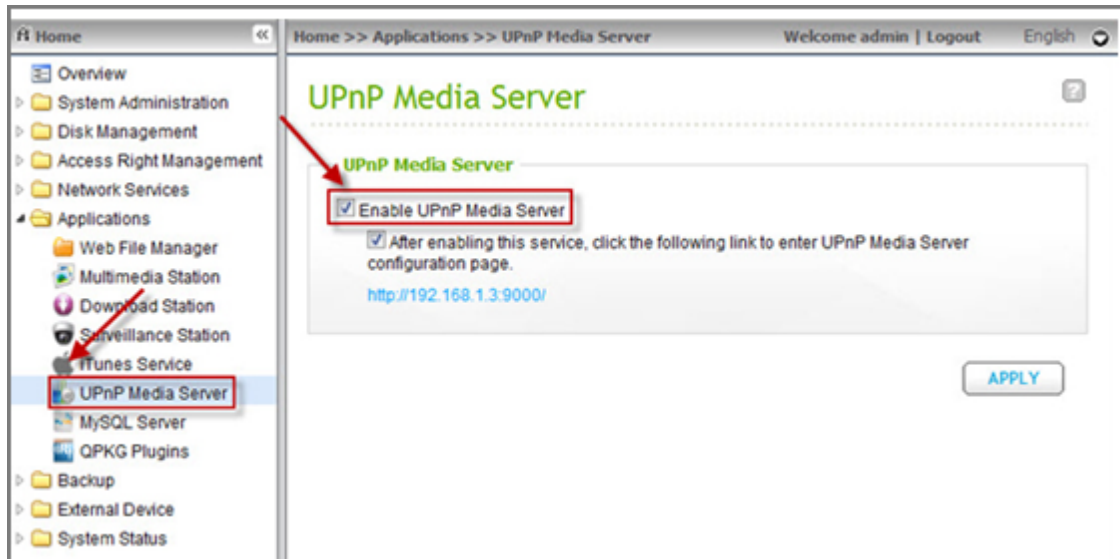 Home
Home >> Applications >> UPnP Media Server
Welcome admin | Logout
English
Overview
System Administration
Disk Management
Access Right Management
Network Services
Applications
Web File Manager
Multimedia Station
Download Station
Surveillance Station
iTunes Service
UPnP Media Server
MySQL Server
QPKG Plugins
Backup
External Device
System Status
UPnP Media Server
?
UPnP Media Server
Enable UPnP Media Server
After enabling this service, click the following link to enter UPnP Media Server
configuration page.
http://192.168.1.3:9000/
APPLY